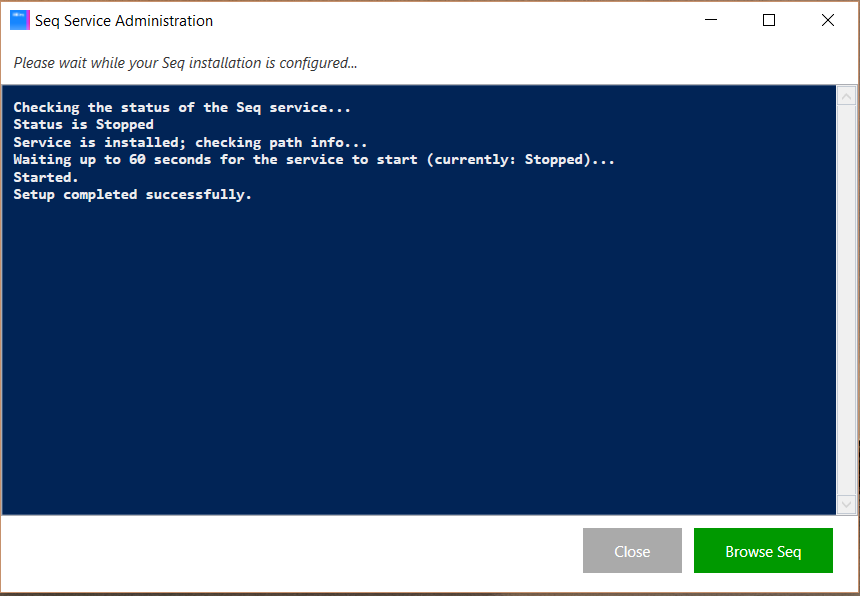 Seq Service Administration
Please wait while your Seq installation is configured...
Checking the status of the Seq service...
Status is Stopped
Service is installed; checking path info...
Waiting up to 60 seconds for the service to start (currently: Stopped)...
Started.
Setup completed successfully.
Close
Browse Seq